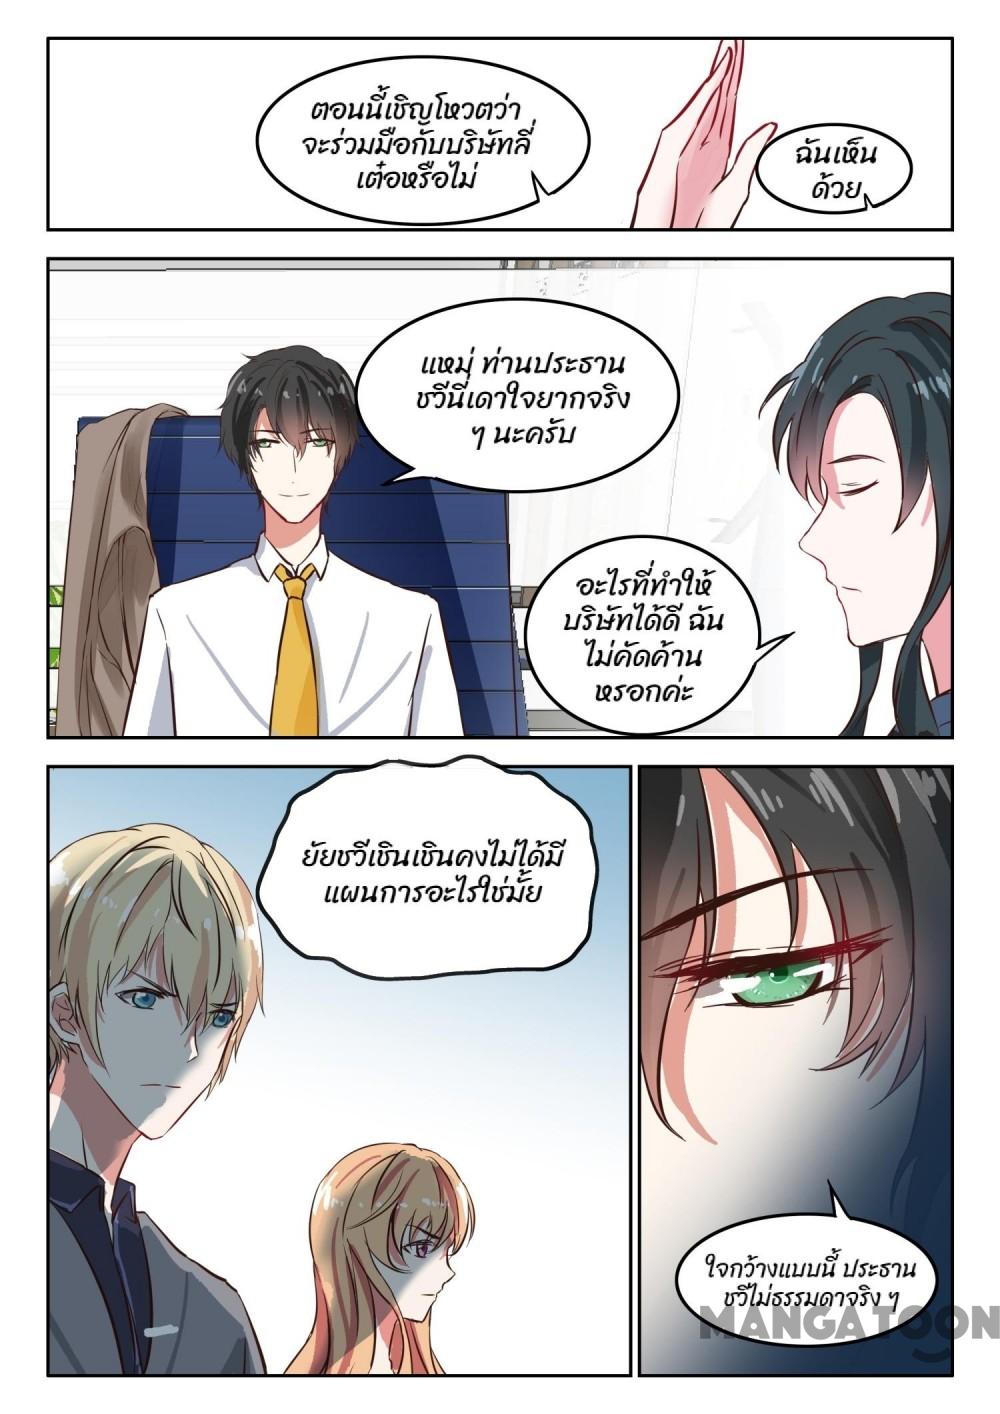 ตอนนี้เชิญโหวตว่า
จะร่วมมือกับบริษัทลี่
เต๋อหรือไม่
ฉันเห็น
ด้วย
แหม่ ท่านประธาน
ชวีนี่เดาใจยากจริง
ๆ นะครับ
อะไรที่ทำให้
บริษัทได้ดี ฉัน
ไม่คัดค้าน
หรอกค่ะ
ยัยชวีเชินเชินคงไม่ได้มี
แผนการอะไรใช่มั้ย
ใจกว้างแบบนี้ ประธาน
ชวีไม่ธรรมดาจริง ๆ
MANGATOON